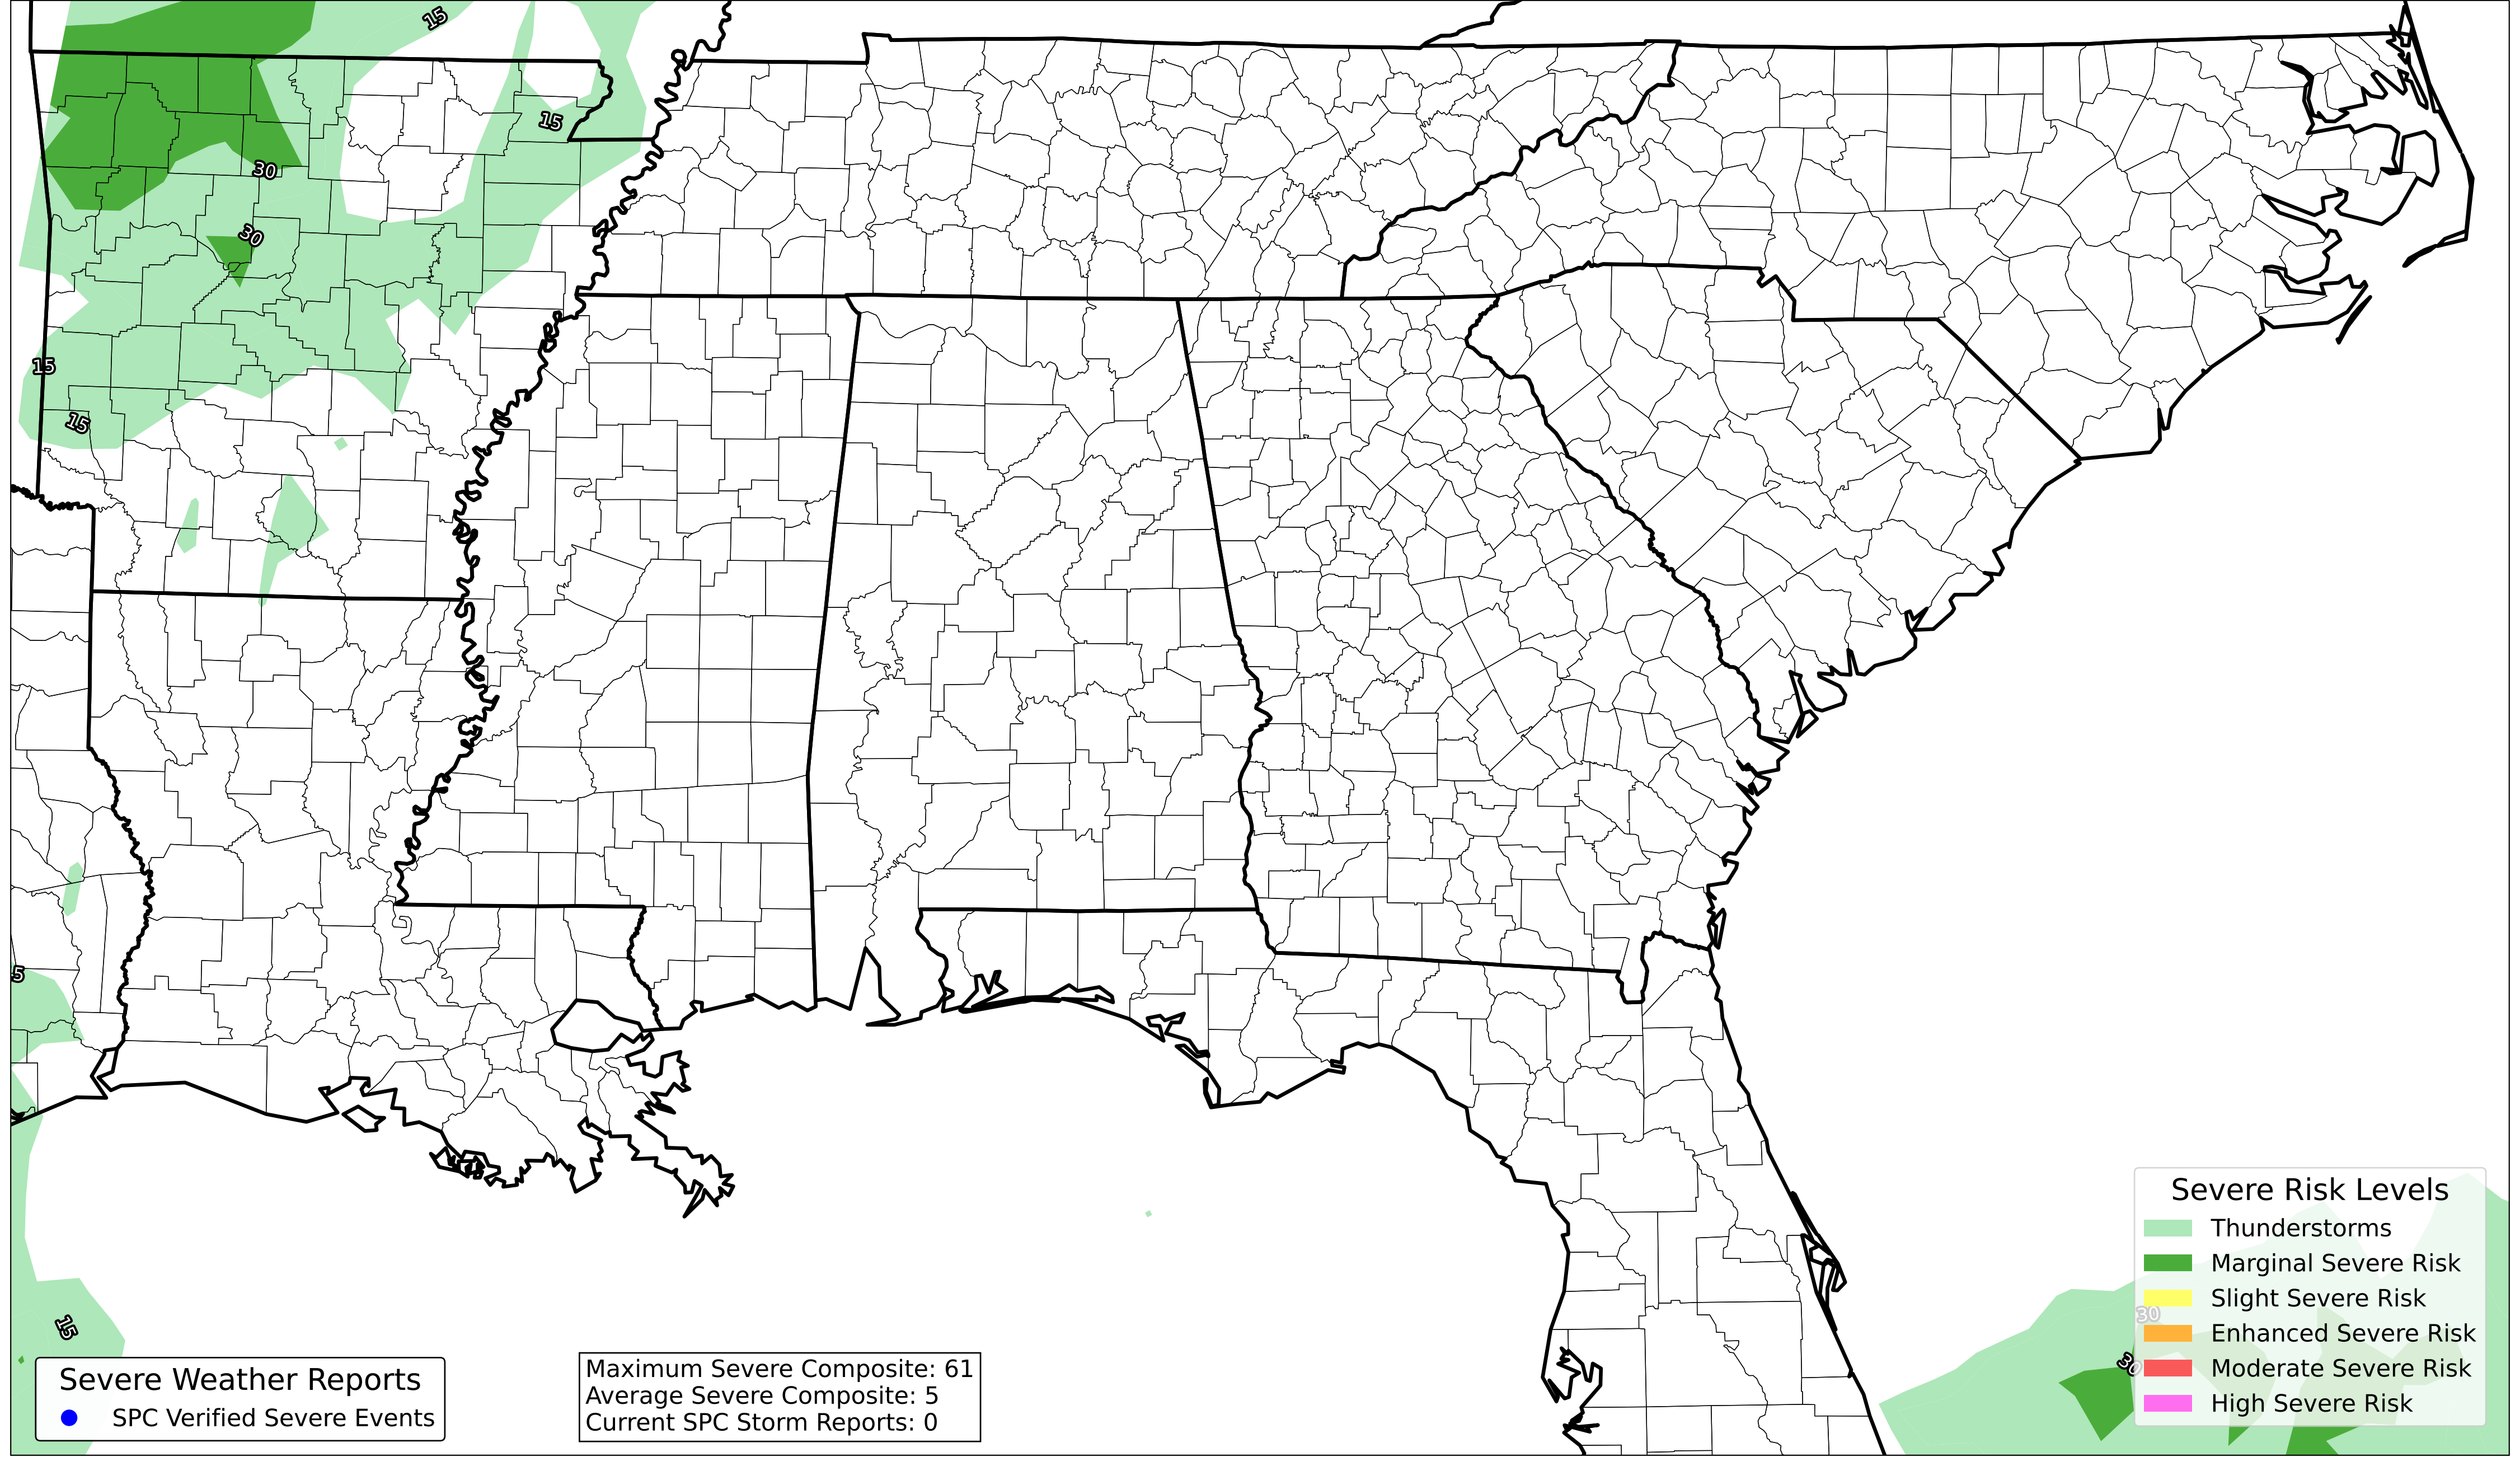 15
15
30
30
15
15
5
15
Severe Risk Levels
Thunderstorms
Marginal Severe Risk
Slight Severe Risk
Enhanced Severe Risk
Moderate Severe Risk
High Severe Risk
30
30
Severe Weather Reports
SPC Verified Severe Events
Maximum Severe Composite: 61
Average Severe Composite: 5
Current SPC Storm Reports: 0